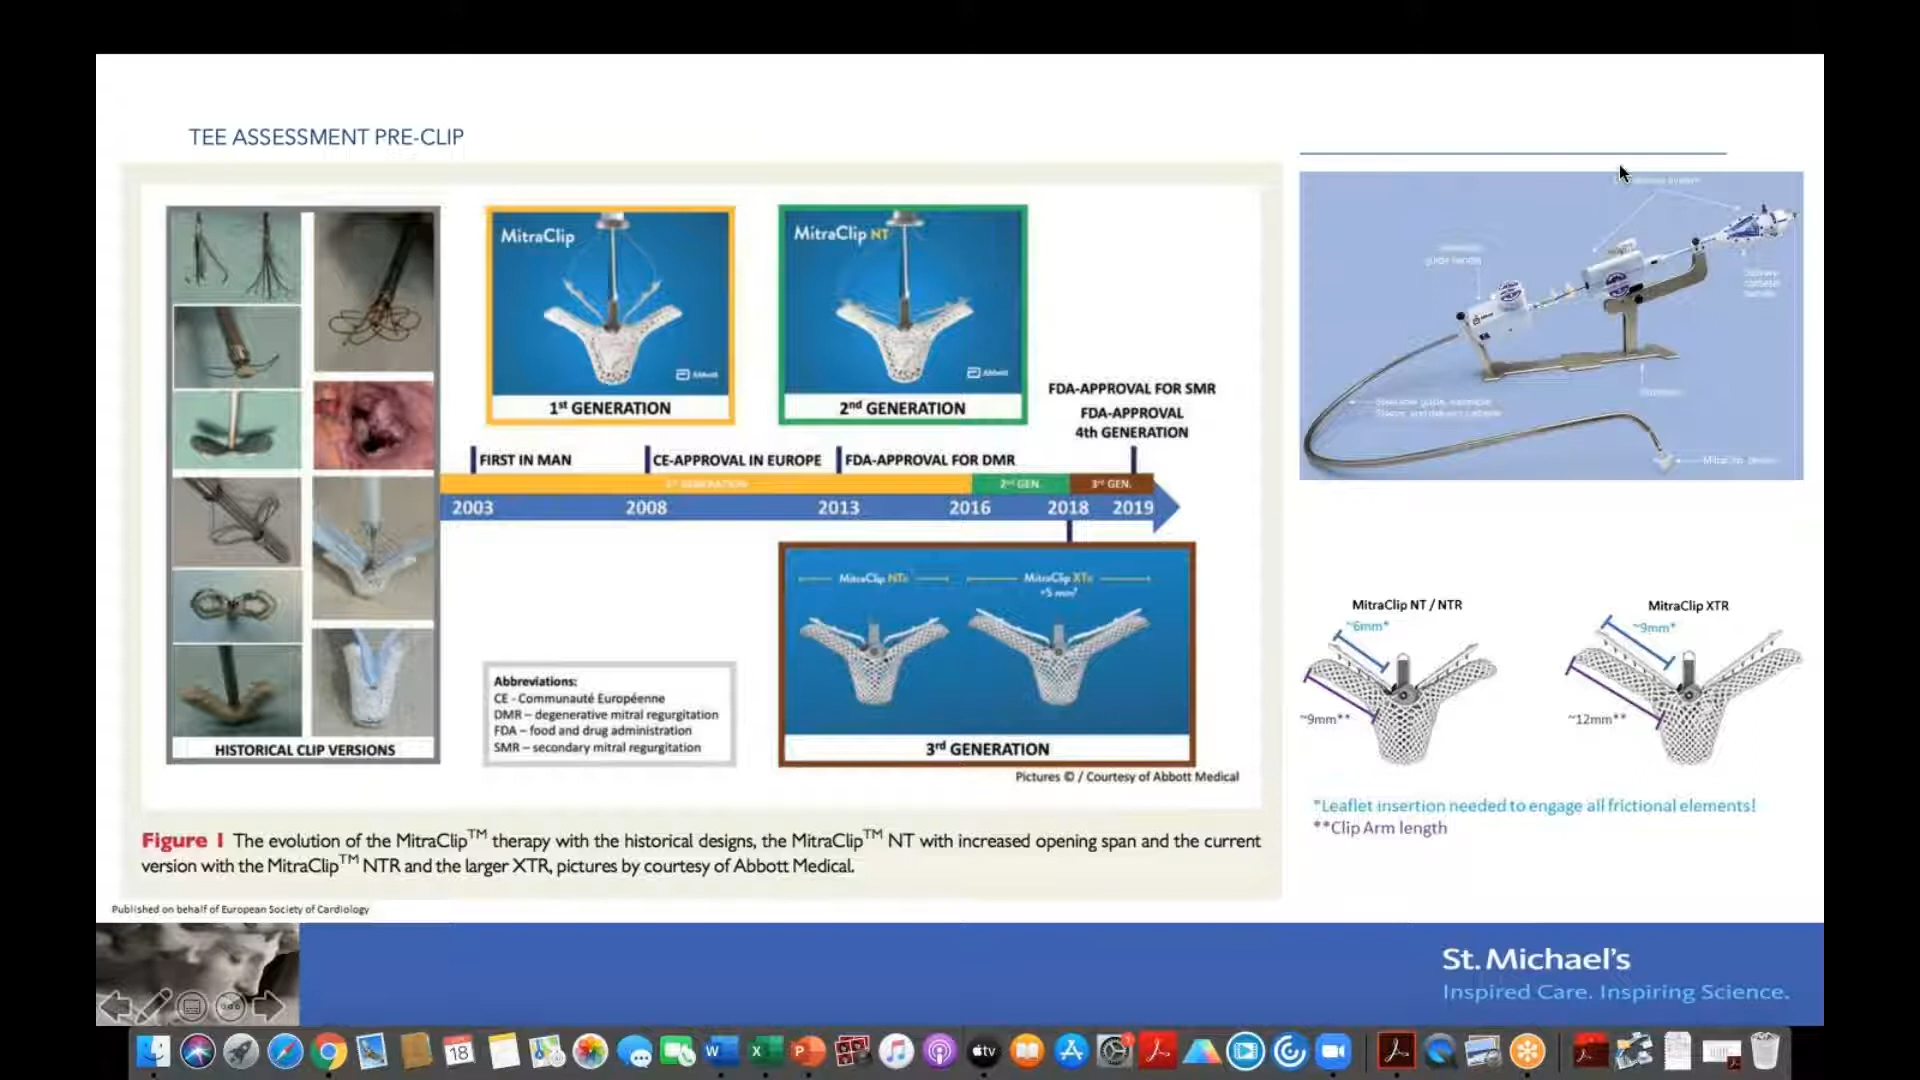 TEE ASSESSMENT PRE-CLIP
MitraClip
Abbott
1st GENERATION
MitraClip NT
Abbott
2nd GENERATION
FDA-APPROVAL FOR SMR
FDA-APPROVAL
4th GENERATION
FIRST IN MAN
CE-APPROVAL IN EUROPE
FDA-APPROVAL FOR DMR
1st GENERATION
2nd GEN.
3rd GEN.
2003
2008
2013
2016
2018
2019
HISTORICAL CLIP VERSIONS
Abbreviations:
CE - Communauté Européenne
DMR – degenerative mitral regurgitation
FDA – food and drug administration
SMR – secondary mitral regurgitation
MitraClip NTR
MitraClip XTR
3rd GENERATION
Pictures © / Courtesy of Abbott Medical
Figure 1 The evolution of the MitraClip™ therapy with the historical designs, the MitraClip™ NT with increased opening span and the current
version with the MitraClip™ NTR and the larger XTR, pictures by courtesy of Abbott Medical.
Published on behalf of European Society of Cardiology
guide handle
MitraClip NT / NTR
~6mm*
~9mm**
MitraClip XTR
~9mm*
~12mm**
*Leaflet insertion needed to engage all frictional elements!
**Clip Arm length
St. Michael's
Inspired Care. Inspiring Science.
18
tv